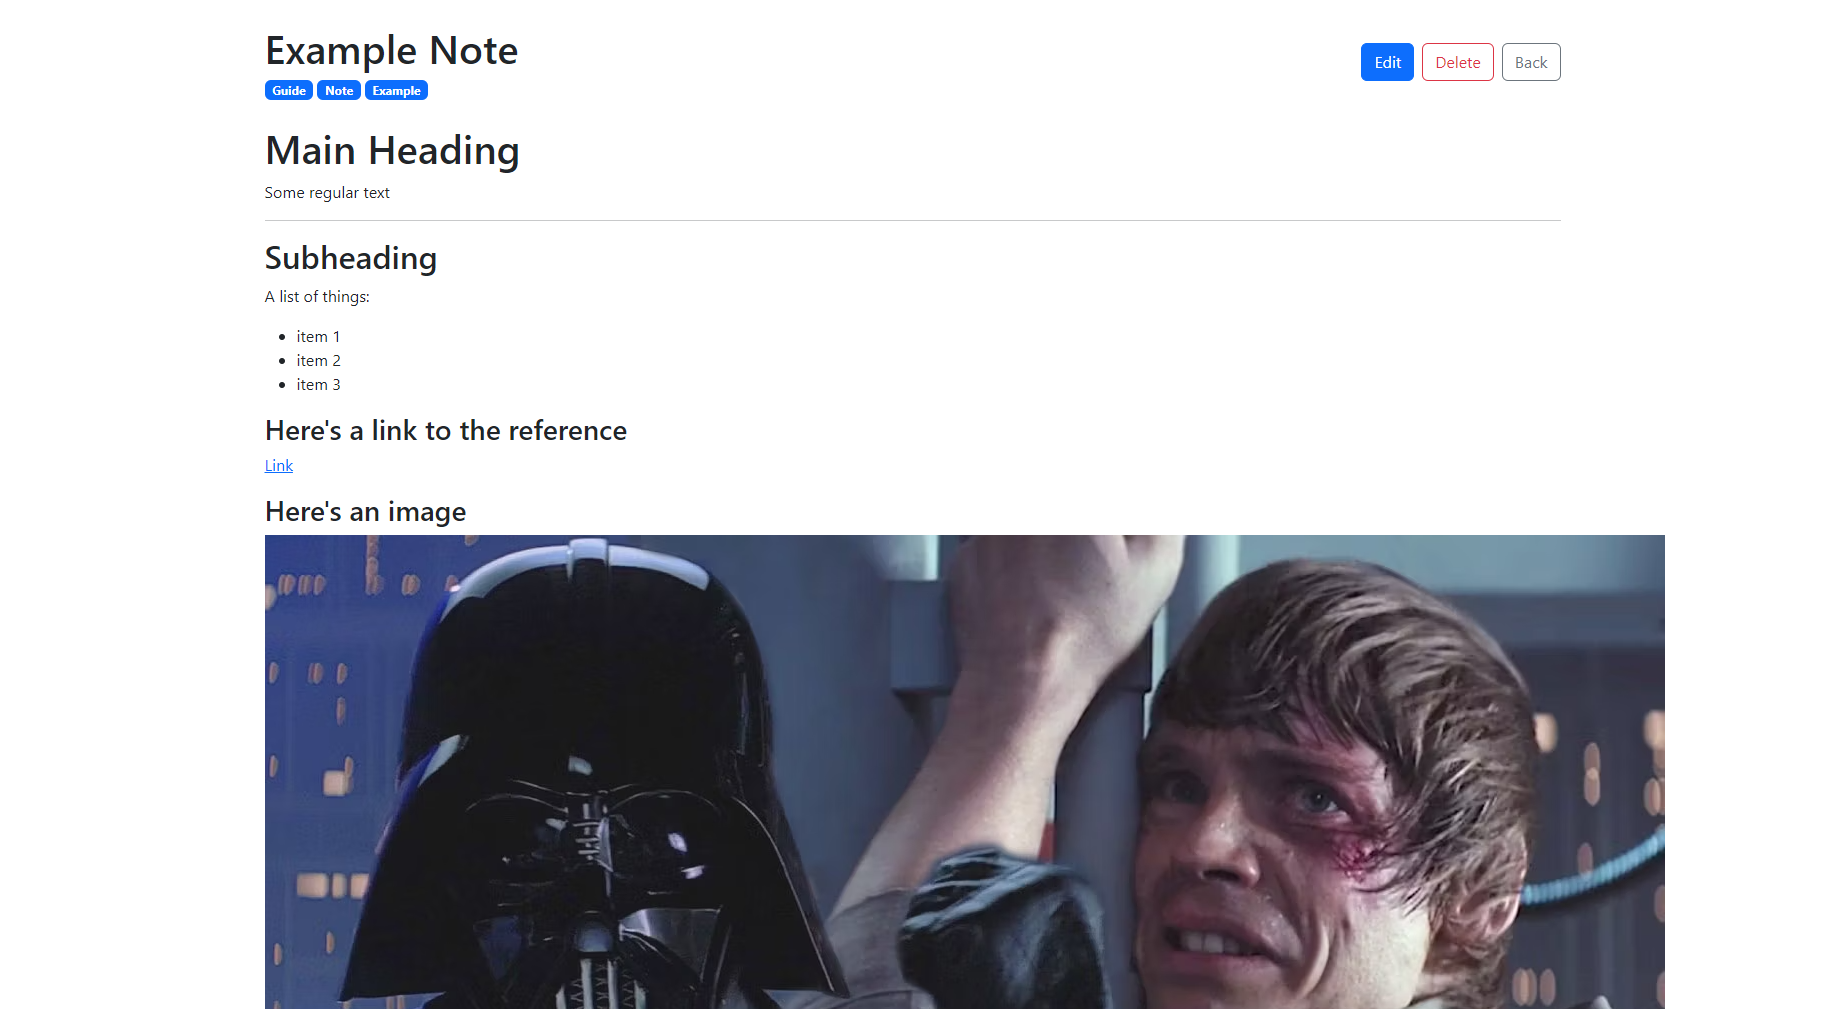 Example Note
Edit Delete Back
Guide Note Example
Main Heading
Some regular text
Subheading
A list of things:
item 1
item 2
item 3
Here's a link to the reference
Link
Here's an image